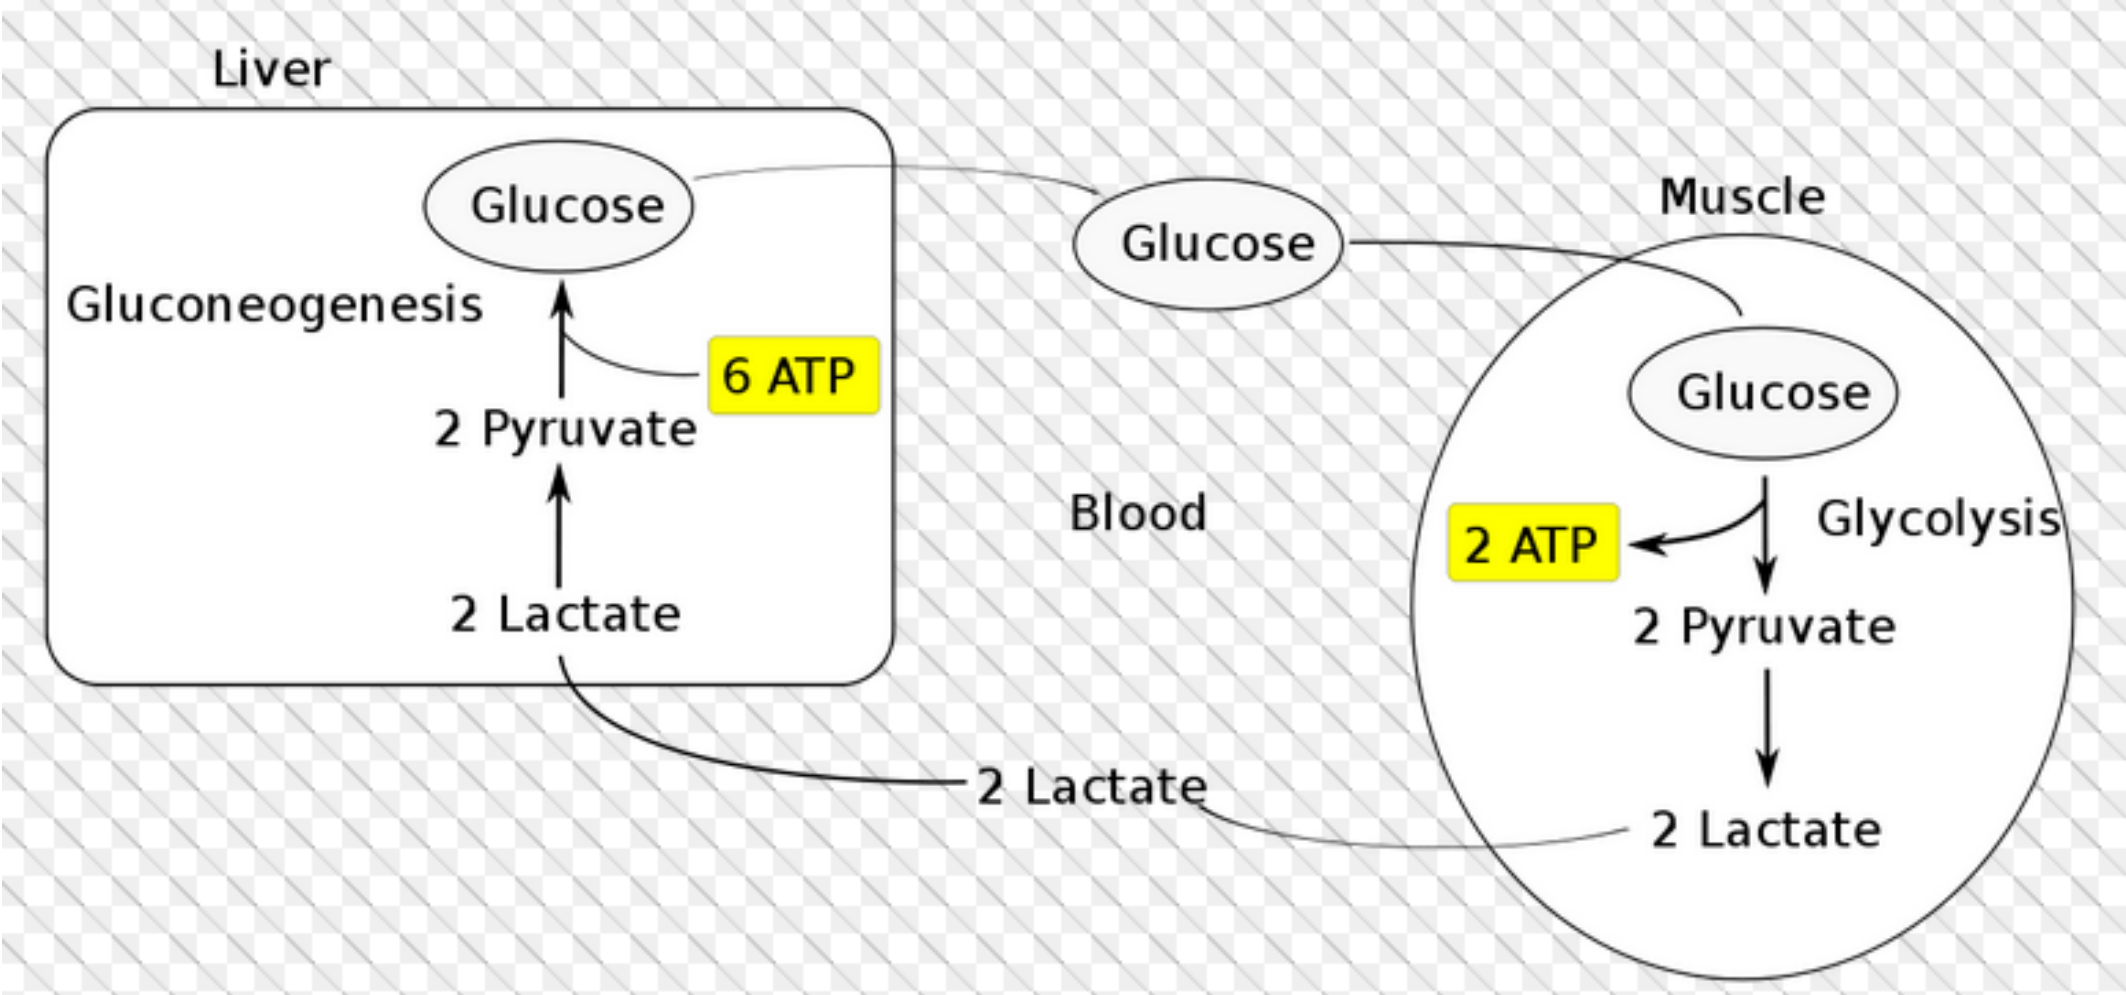 Liver
Glucose
Gluconeogenesis
6 ATP
2 Pyruvate
2 Lactate
Glucose
Blood
2 Lactate
Muscle
Glucose
Glycolysis
2 ATP
2 Pyruvate
2 Lactate